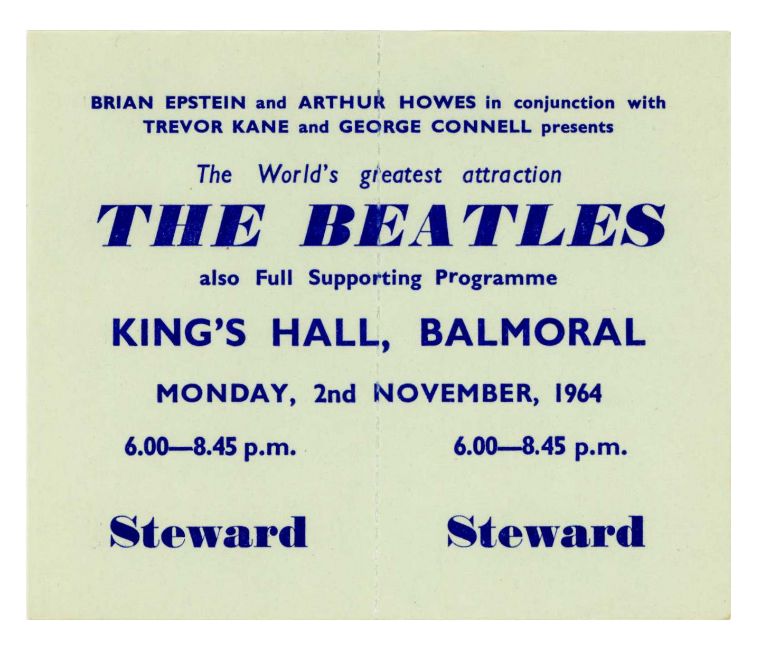 BRIAN EPSTEIN and ARTHUR HOWES in conjunction with
TREVOR KANE and GEORGE CONNELL presents
The World's greatest attraction
THE BEATLES
also Full Supporting Programme
KING'S HALL, BALMORAL
MONDAY, 2nd NOVEMBER, 1964
6.00—8.45 p.m. 6.00—8.45 p.m.
Steward Steward